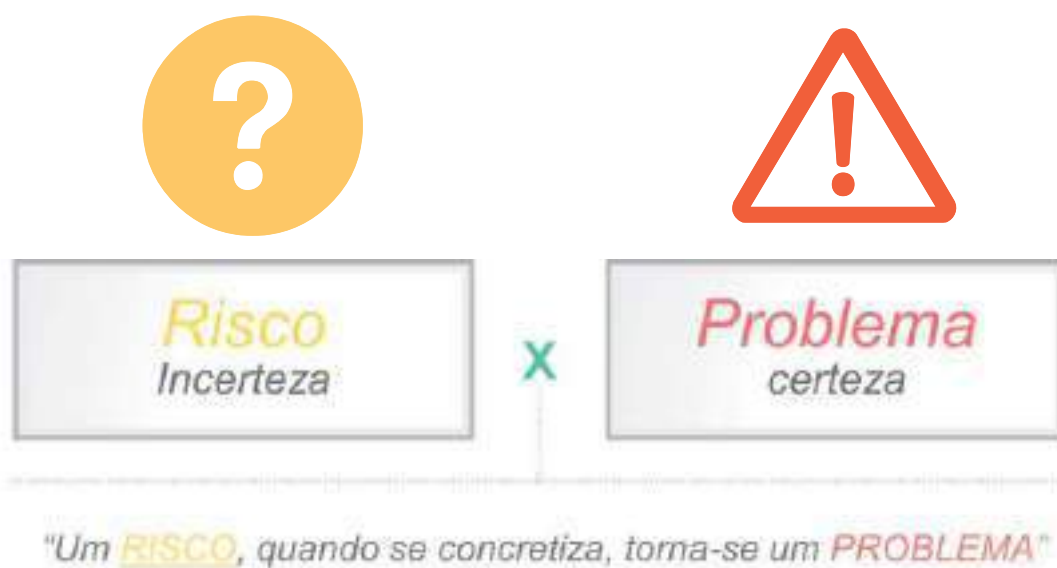 ?
!
Risco
Incerteza
X
Problema
certeza
"Um RISCO, quando se concretiza, torna-se um PROBLEMA"